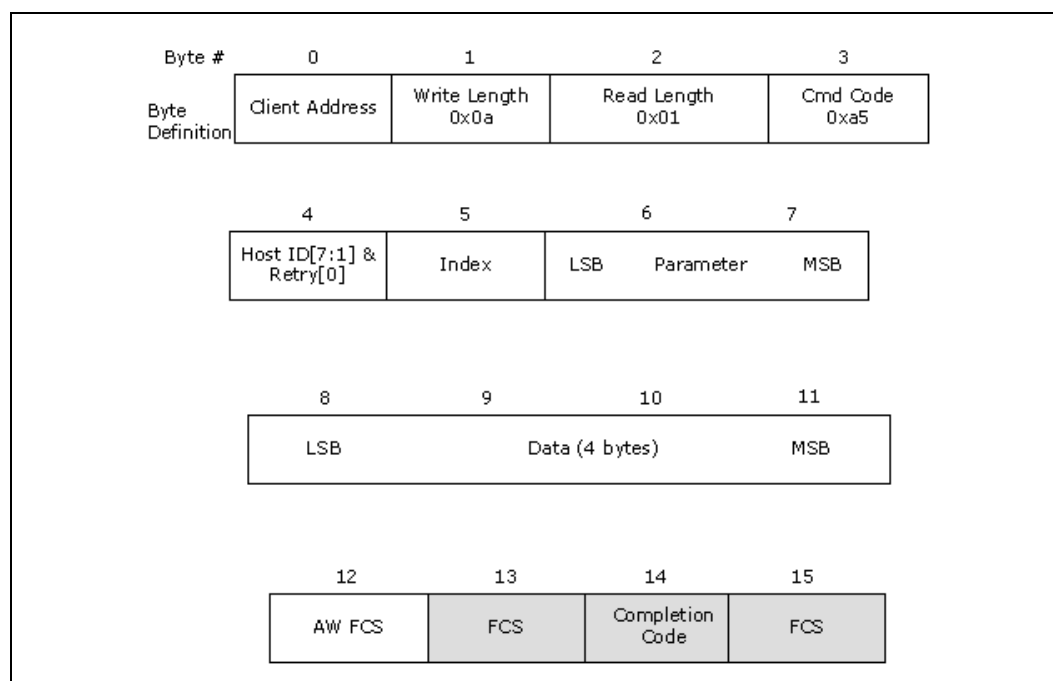 Byte # 0 1 2 3
Byte Definition Client Address Write Length 0x0a Read Length 0x01 Cmd Code 0xa5
4 5 6 7
Host ID[7:1] & Retry[0] Index LSB Parameter MSB
8 9 10 11
LSB Data (4 bytes) MSB
12 13 14 15
AW FCS FCS Completion Code FCS